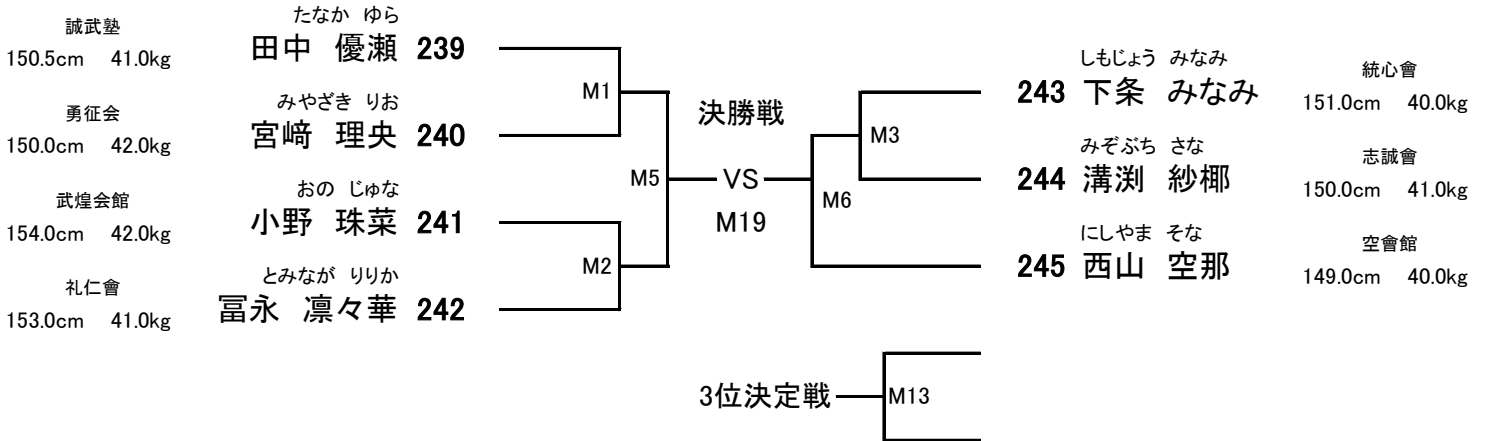 たなか ゆら
誠武塾
田中 優瀬 239
150.5cm 41.0kg
みやざき りお
勇征会
宮﨑 理央 240
150.0cm 42.0kg
おの じゅな
武煌会館
小野 珠菜 241
154.0cm 42.0kg
とみなが りりか
礼仁會
冨永 凛々華 242
153.0cm 41.0kg
M1
M2
M5
決勝戦
VS
M19
M3
M6
しもじょう みなみ
243 下条 みなみ
統心會
151.0cm 40.0kg
みぞぶち さな
244 溝渕 紗椰
志誠會
150.0cm 41.0kg
にしやま そな
245 西山 空那
空會館
149.0cm 40.0kg
3位決定戦
M13